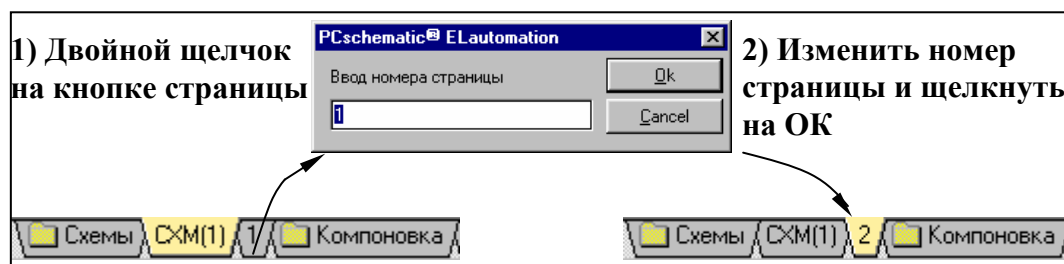 1) Двойной щелчок
на кнопке страницы
PCschematic® ELautomation
Ввод номера страницы
1
Ok
Cancel
2) Изменить номер
страницы и щелкнуть
на ОК
Схемы СХМ(1) 1 Компоновка
Схемы СХМ(1) 2 Компоновка